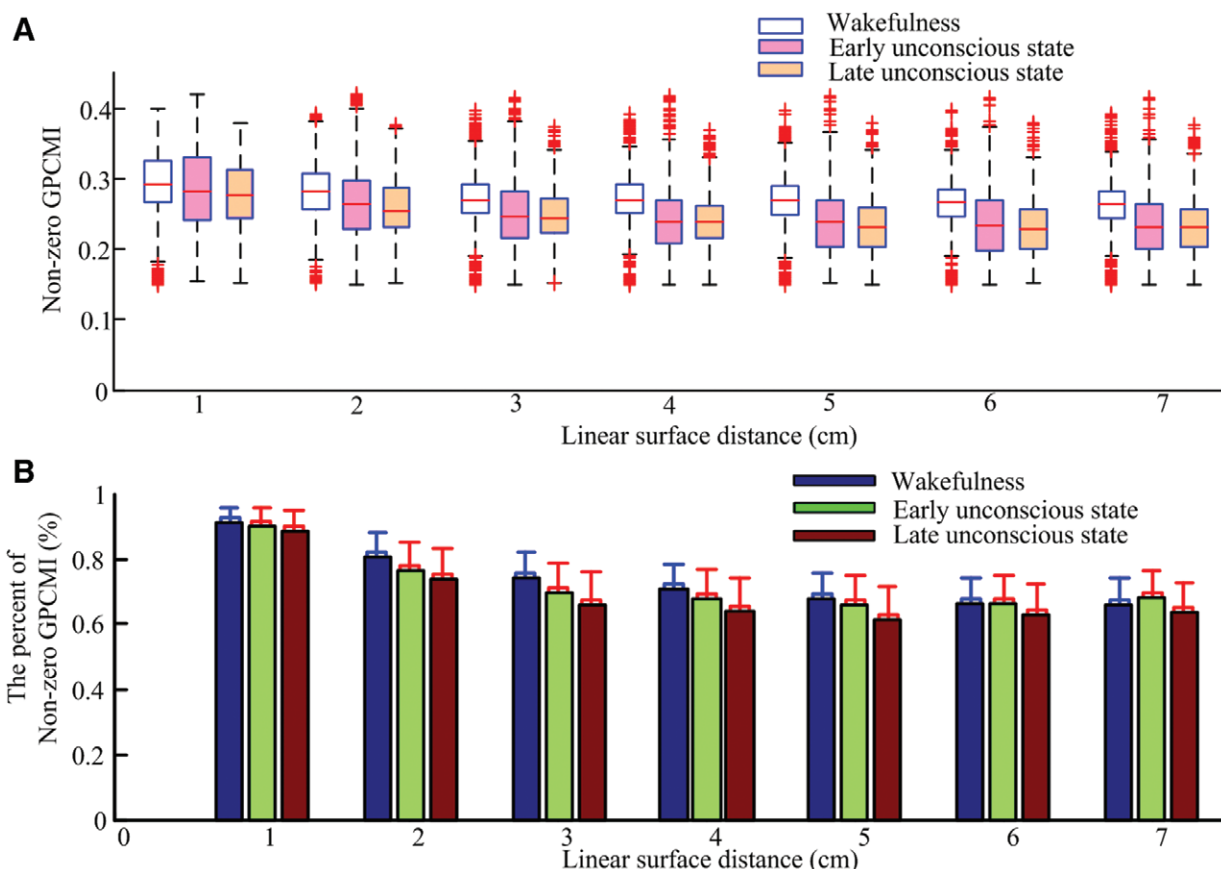 A
Wakefulness
Early unconscious state
Late unconscious state
Non-zero GPCMI
0.4
0.3
0.2
0.1
0
1 2 3 4 5 6 7
Linear surface distance (cm)
B
Wakefulness
Early unconscious state
Late unconscious state
The percent of
Non-zero GPCMI (%)
1
0.8
0.6
0.4
0.2
0
0 1 2 3 4 5 6 7
Linear surface distance (cm)